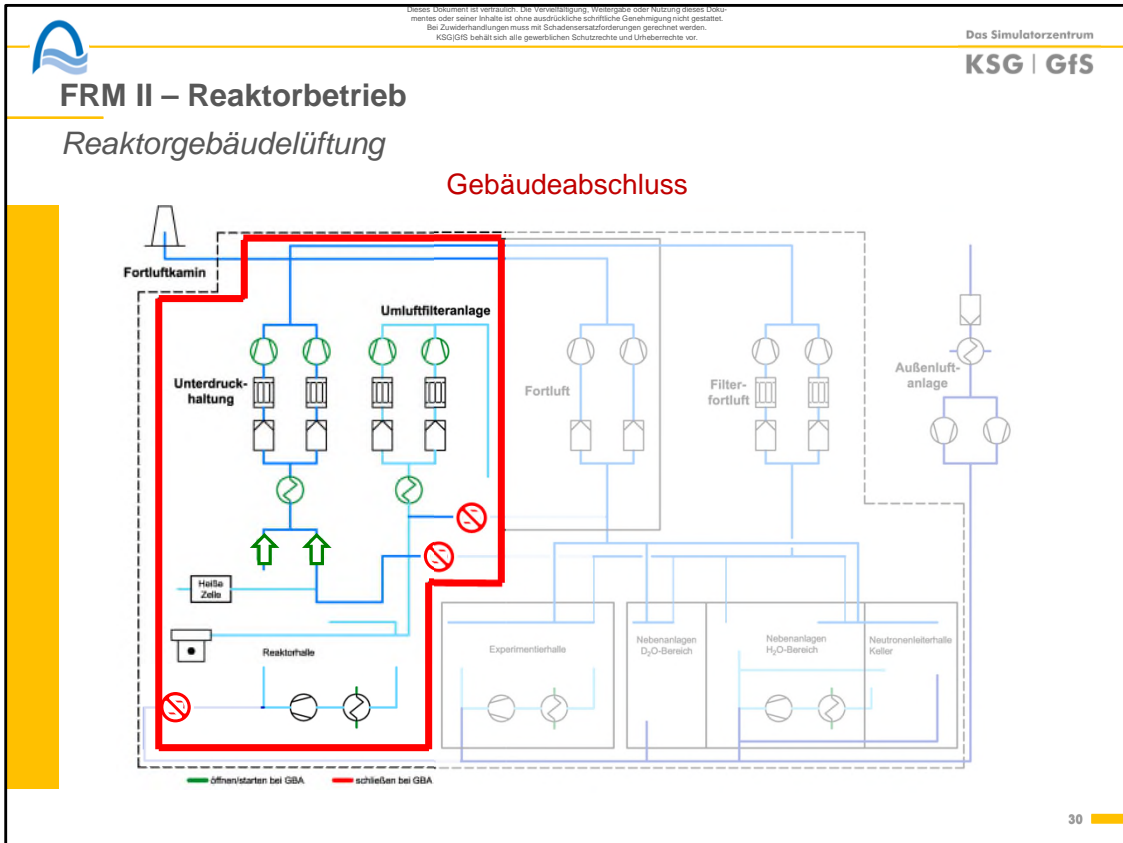 Dieses Dokument ist vertraulich. Die Vervielfältigung, Weitergabe oder Nutzung dieses Doku-
mentes oder seiner Inhalte ist ohne ausdrückliche schriftliche Genehmigung nicht gestattet.
Bei Zuwiderhandlungen muss mit Schadensersatzforderungen gerechnet werden.
KSG|GfS behält sich alle gewerblichen Schutzrechte und Urheberrechte vor.
Das Simulatorzentrum
KSG | GfS
FRM II – Reaktorbetrieb
Reaktorgebäudelüftung
Gebäudeabschluss
Fortluftkamin
Umluftfilteranlage
Unterdruck-
haltung
Fortluft
Filter-
fortluft
Außenluft-
anlage
Heiße
Zelle
Reaktorhalle
Experimentierhalle
Nebenanlagen
D₂O-Bereich
Nebenanlagen
H₂O-Bereich
Neutronenleiterhalle
Keller
öffnen/starten bei GBA
schließen bei GBA
30